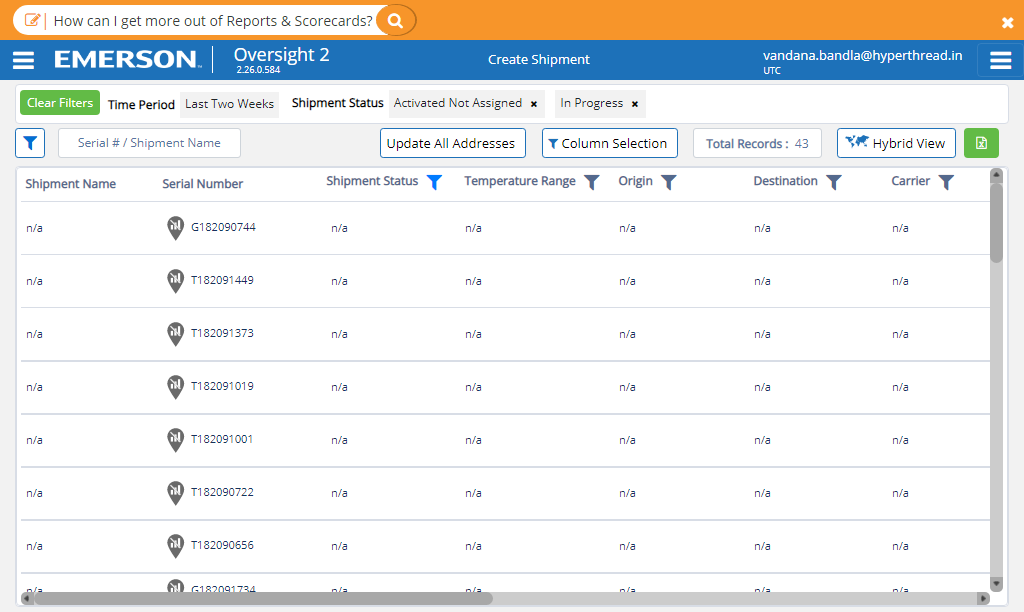 How can I get more out of Reports & Scorecards?
EMERSON
Oversight 2
2.26.0.584
Create Shipment
vandana.bandla@hyperthread.in
UTC
Clear Filters Time Period Last Two Weeks Shipment Status Activated Not Assigned × In Progress ×
Serial # / Shipment Name Update All Addresses Column Selection Total Records : 43 Hybrid View
Shipment Name Serial Number Shipment Status Temperature Range Origin Destination Carrier
n/a G182090744 n/a n/a n/a n/a n/a
n/a T182091449 n/a n/a n/a n/a n/a
n/a T182091373 n/a n/a n/a n/a n/a
n/a T182091019 n/a n/a n/a n/a n/a
n/a T182091001 n/a n/a n/a n/a n/a
n/a T182090722 n/a n/a n/a n/a n/a
n/a T182090656 n/a n/a n/a n/a n/a
n/a G182091734 n/a n/a n/a n/a n/a